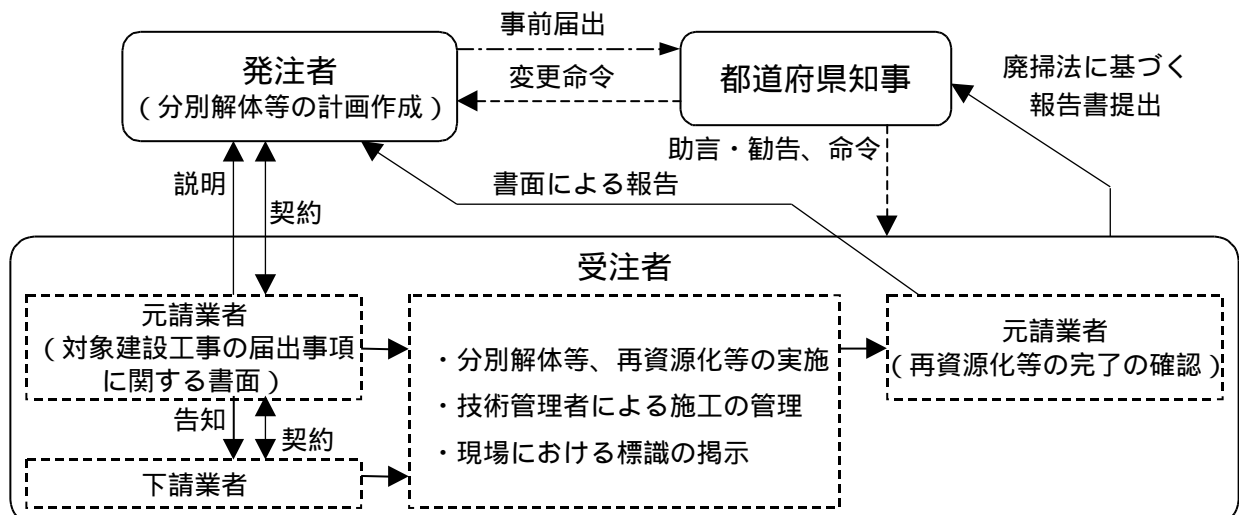 事前届出
発注者
（分別解体等の計画作成）
変更命令
都道府県知事
廃掃法に基づく
報告書提出
助言・勧告、命令
説明
契約
書面による報告
受注者
元請業者
（対象建設工事の届出事項
に関する書面）
告知
契約
下請業者
・分別解体等、再資源化等の実施
・技術管理者による施工の管理
・現場における標識の掲示
元請業者
（再資源化等の完了の確認）